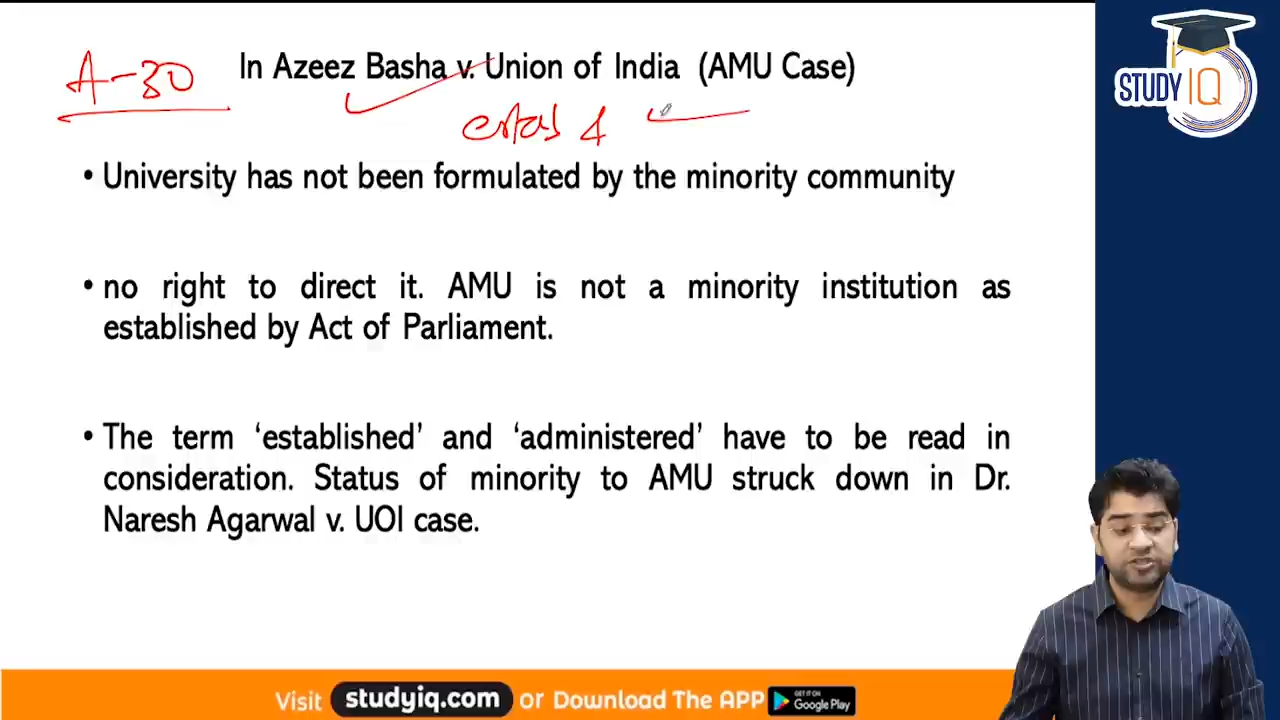 A-30
In Azeez Basha v. Union of India (AMU Case)
STUDY IQ
• University has not been formulated by the minority community
• no right to direct it. AMU is not a minority institution as
established by Act of Parliament.
• The term ‘established’ and ‘administered’ have to be read in
consideration. Status of minority to AMU struck down in Dr.
Naresh Agarwal v. UOI case.
Visit studyiq.com or Download The APP GET IT ON Google Play